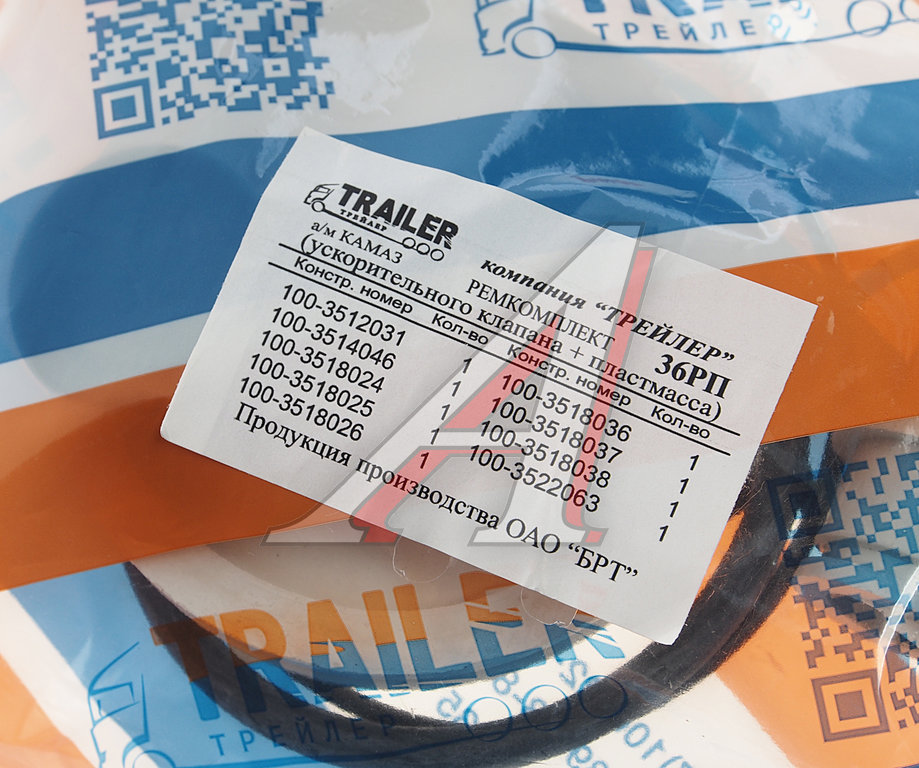 TRAILER
ТРЕЙЛЕР
TRAILER
ТРЕЙЛЕР
компания “ТРЕЙЛЕР”
а/м КАМАЗ
РЕМКОМПЛЕКТ 36РП
(ускорительного клапана + пластмасса)
Констр. номер Кол-во Констр. номер Кол-во
100-3512031 1 100-3518036 1
100-3514046 1 100-3518037 1
100-3518024 1 100-3518038 1
100-3518025 1 100-3522063 1
100-3518026 1
Продукция производства ОАО “БРТ”
TRAILER
ТРЕЙЛЕР